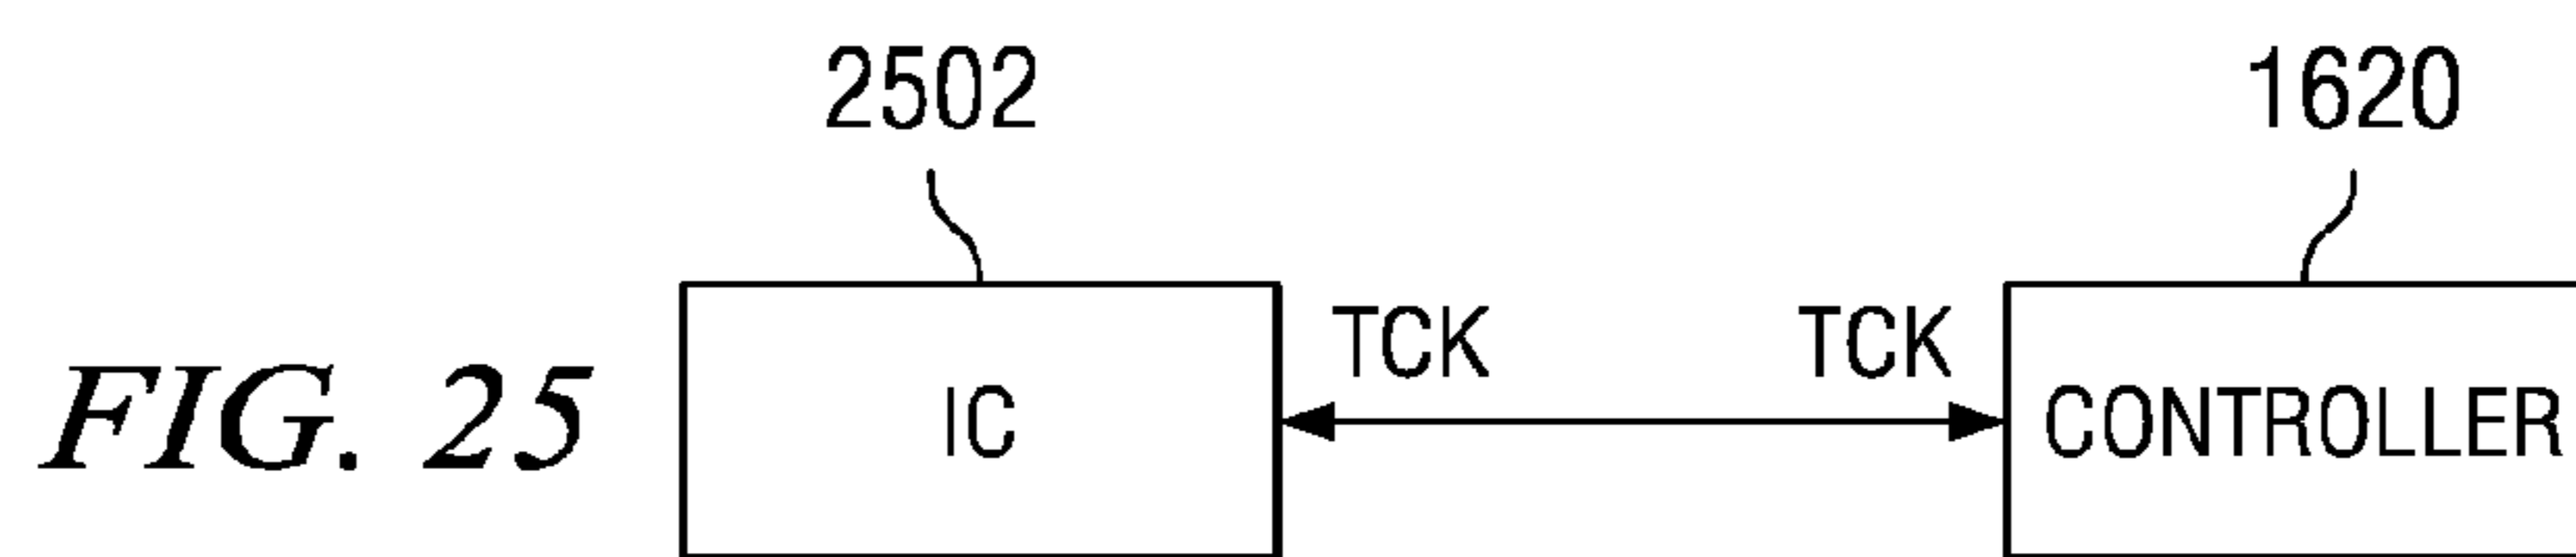 2502
1620
TCK
TCK
FIG. 25
IC
CONTROLLER